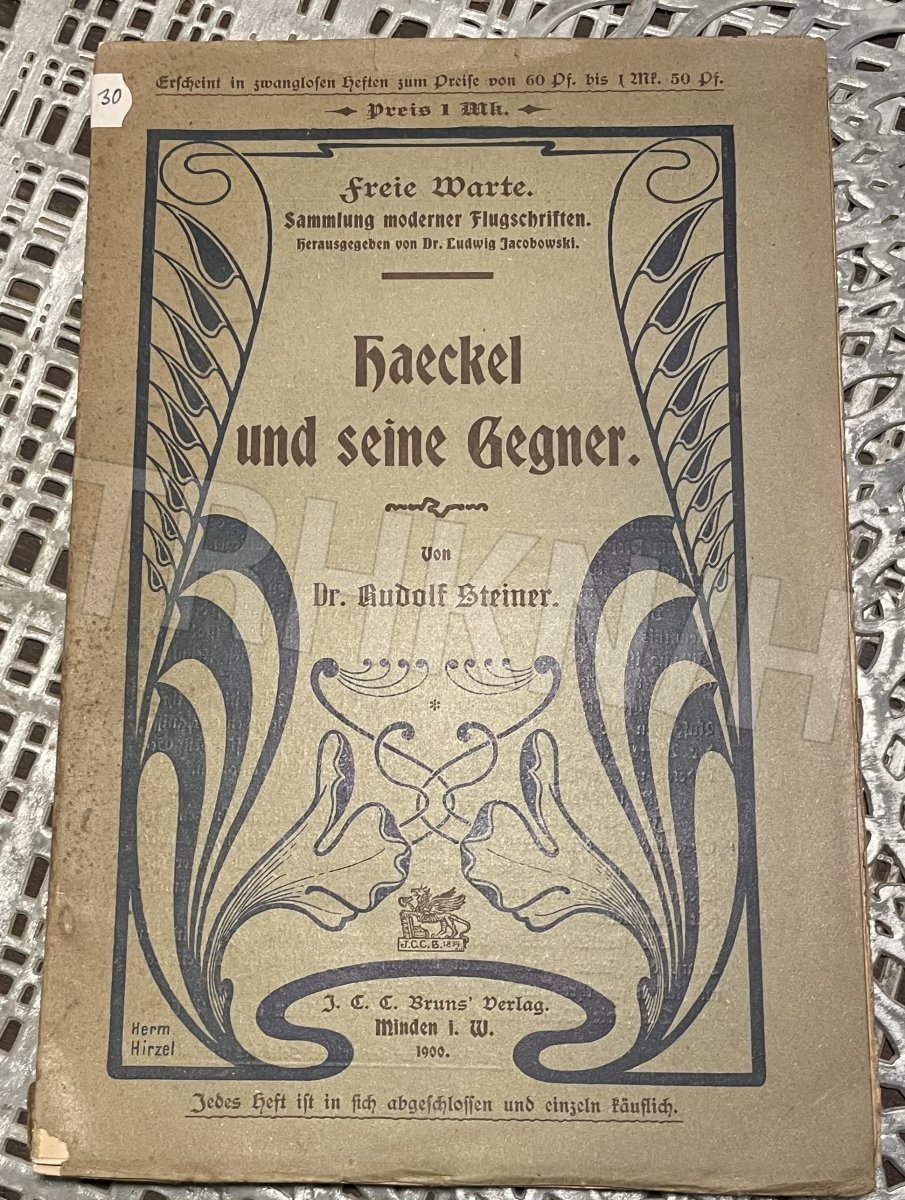 30
Erscheint in zwanglosen Heften zum Preise von 60 Pf. bis 1 Mk. 50 Pf.
Preis 1 Mk.
Freie Warte.
Sammlung moderner Flugschriften.
Herausgegeben von Dr. Ludwig Jacobowski.
Haeckel
und seine Gegner.
Von
Dr. Rudolf Steiner.
*
J.C.C.B. 1834
J. C. C. Bruns' Verlag.
Minden i. W.
1900.
Herm.
Hirzel
Jedes Heft ist in sich abgeschlossen und einzeln käuflich.